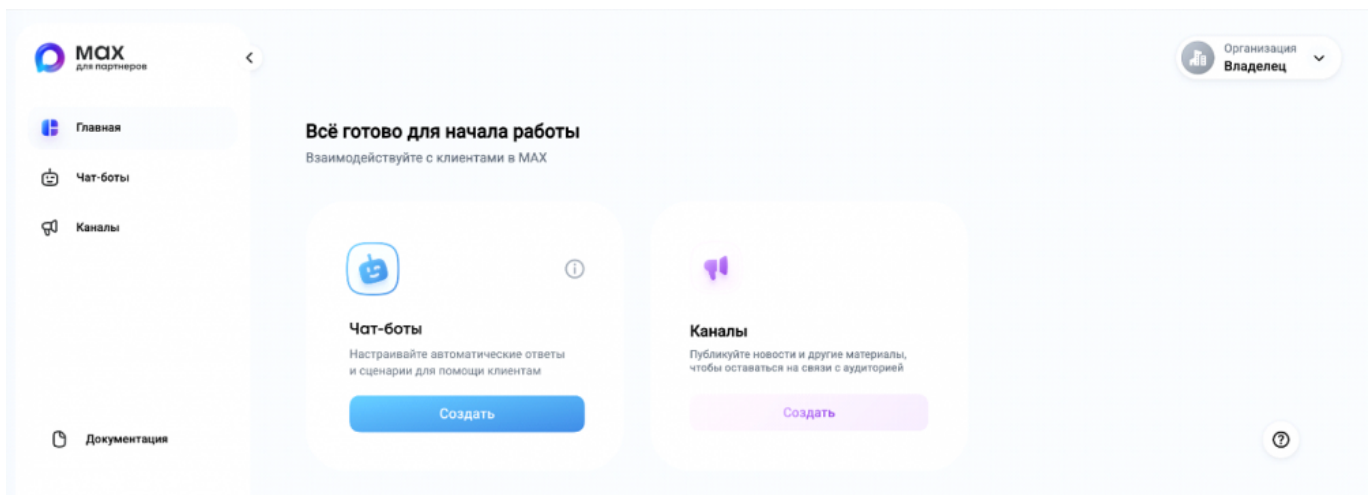 мax
для партнеров
Организация
Владелец
Главная
Чат-боты
Каналы
Документация
Всё готово для начала работы
Взаимодействуйте с клиентами в MAX
Чат-боты
Настраивайте автоматические ответы
и сценарии для помощи клиентам
Создать
Каналы
Публикуйте новости и другие материалы,
чтобы оставаться на связи с аудиторией
Создать